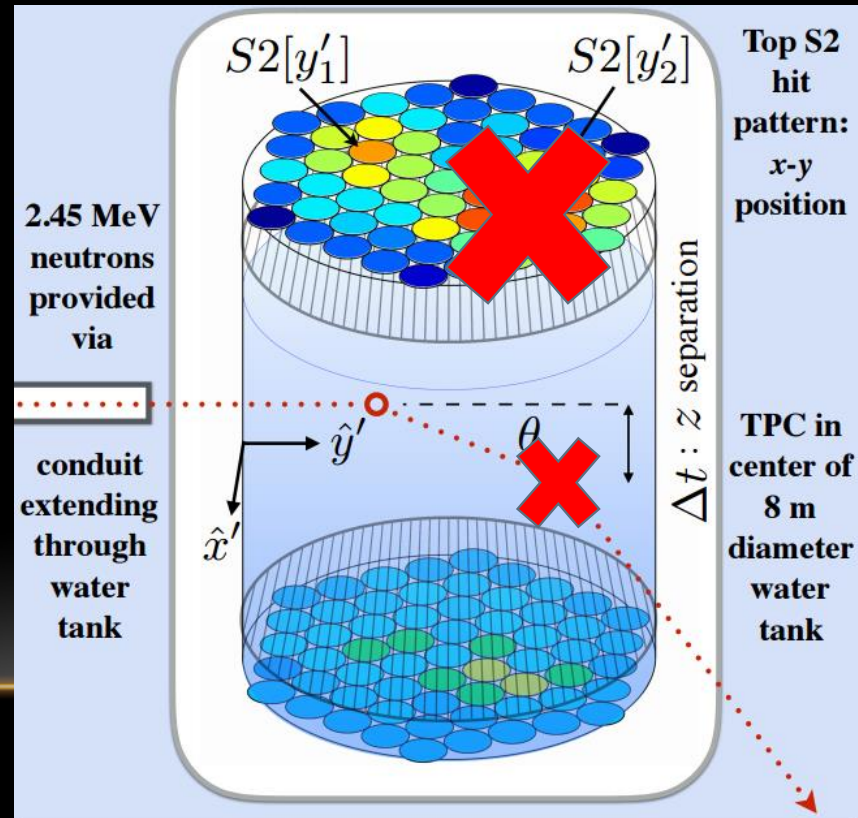 S2[y′₁]
S2[y′₂]
Top S2
hit
pattern:
x-y
position
2.45 MeV
neutrons
provided
via
conduit
extending
through
water
tank
ŷ′
x̂′
θ
Δt : z separation
TPC in
center of
8 m
diameter
water
tank